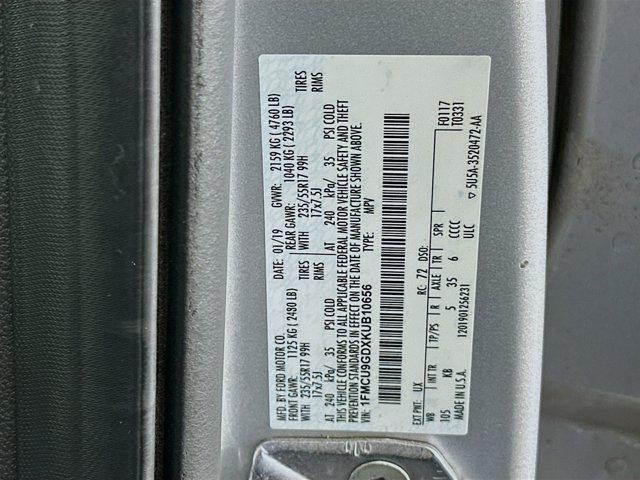 MFD. BY FORD MOTOR CO.
DATE: 01/19 GVWR: 2159 KG ( 4760 LB)
FRONT GAWR: 1125 KG ( 2480 LB) REAR GAWR: 1040 KG ( 2293 LB)
235/55R17 99H TIRES WITH 235/55R17 99H TIRES
WITH 17x7.5J RIMS 17x7.5J RIMS
AT 240 kPa/ 35 PSI COLD AT 240 kPa/ 35 PSI COLD
THIS VEHICLE CONFORMS TO ALL APPLICABLE FEDERAL MOTOR VEHICLE SAFETY AND THEFT
PREVENTION STANDARDS IN EFFECT ON THE DATE OF MANUFACTURE SHOWN ABOVE.
VIN: 1FMCU9GDXKUB10656 TYPE: MPV
EXT PNT: UX RC: 72 DSO: F0117
WB INT TR TP/PS R AXLE TR SPR T0331
105 KB 5 35 6 CCCC
MADE IN U.S.A. 1201901256231 ULC ▽ 5U5A-3520472-AA